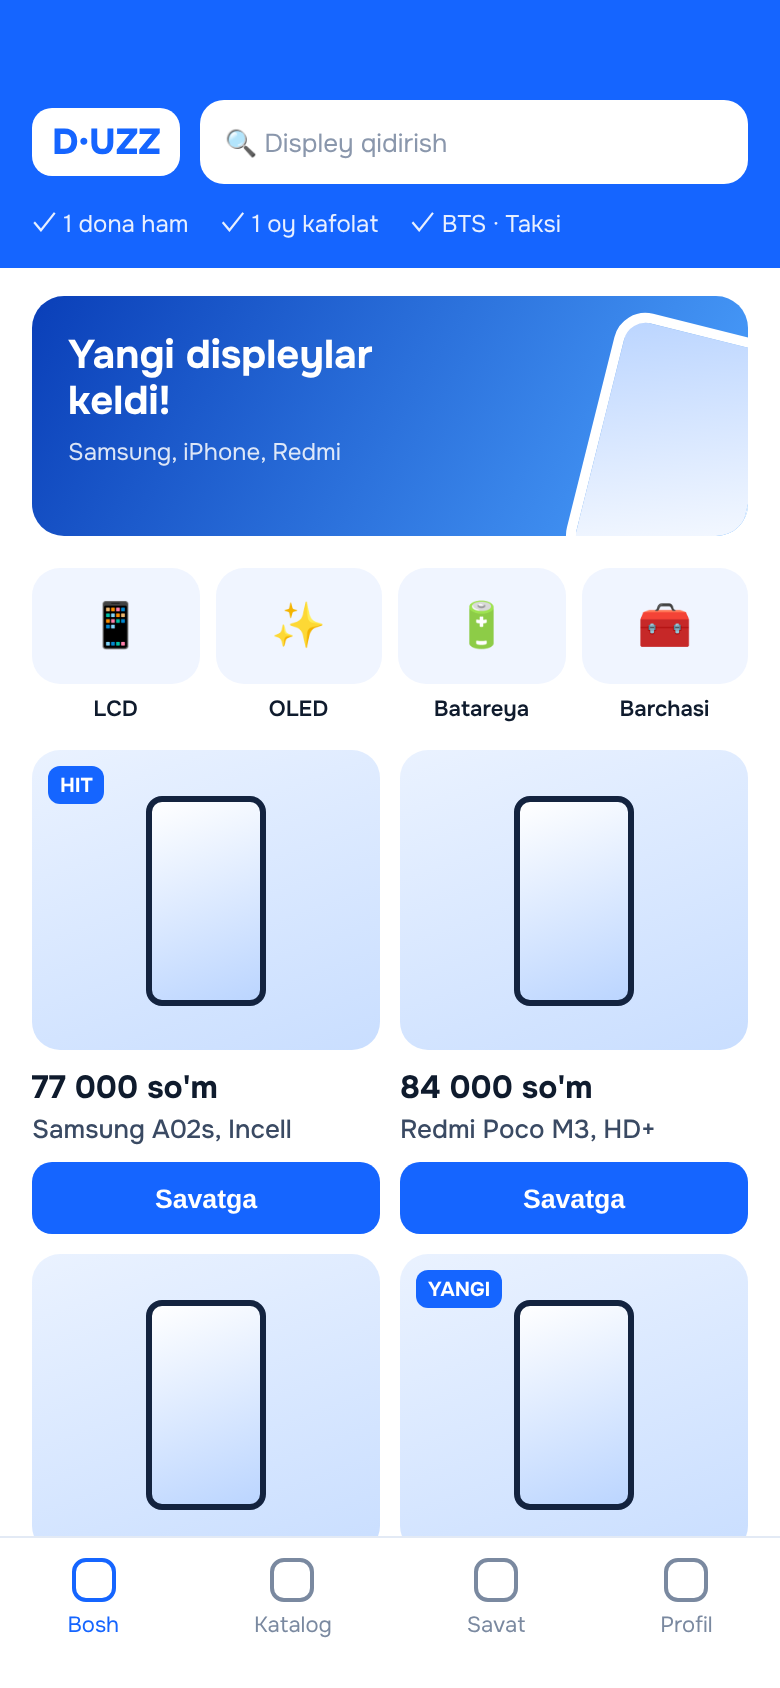 D·UZZ
🔍 Displey qidirish
✓ 1 dona ham ✓ 1 oy kafolat ✓ BTS · Taksi
Yangi displeylar
keldi!
Samsung, iPhone, Redmi
LCD OLED Batareya Barchasi
HIT
77 000 so'm 84 000 so'm
Samsung A02s, Incell Redmi Poco M3, HD+
Savatga Savatga
YANGI
Bosh Katalog Savat Profil